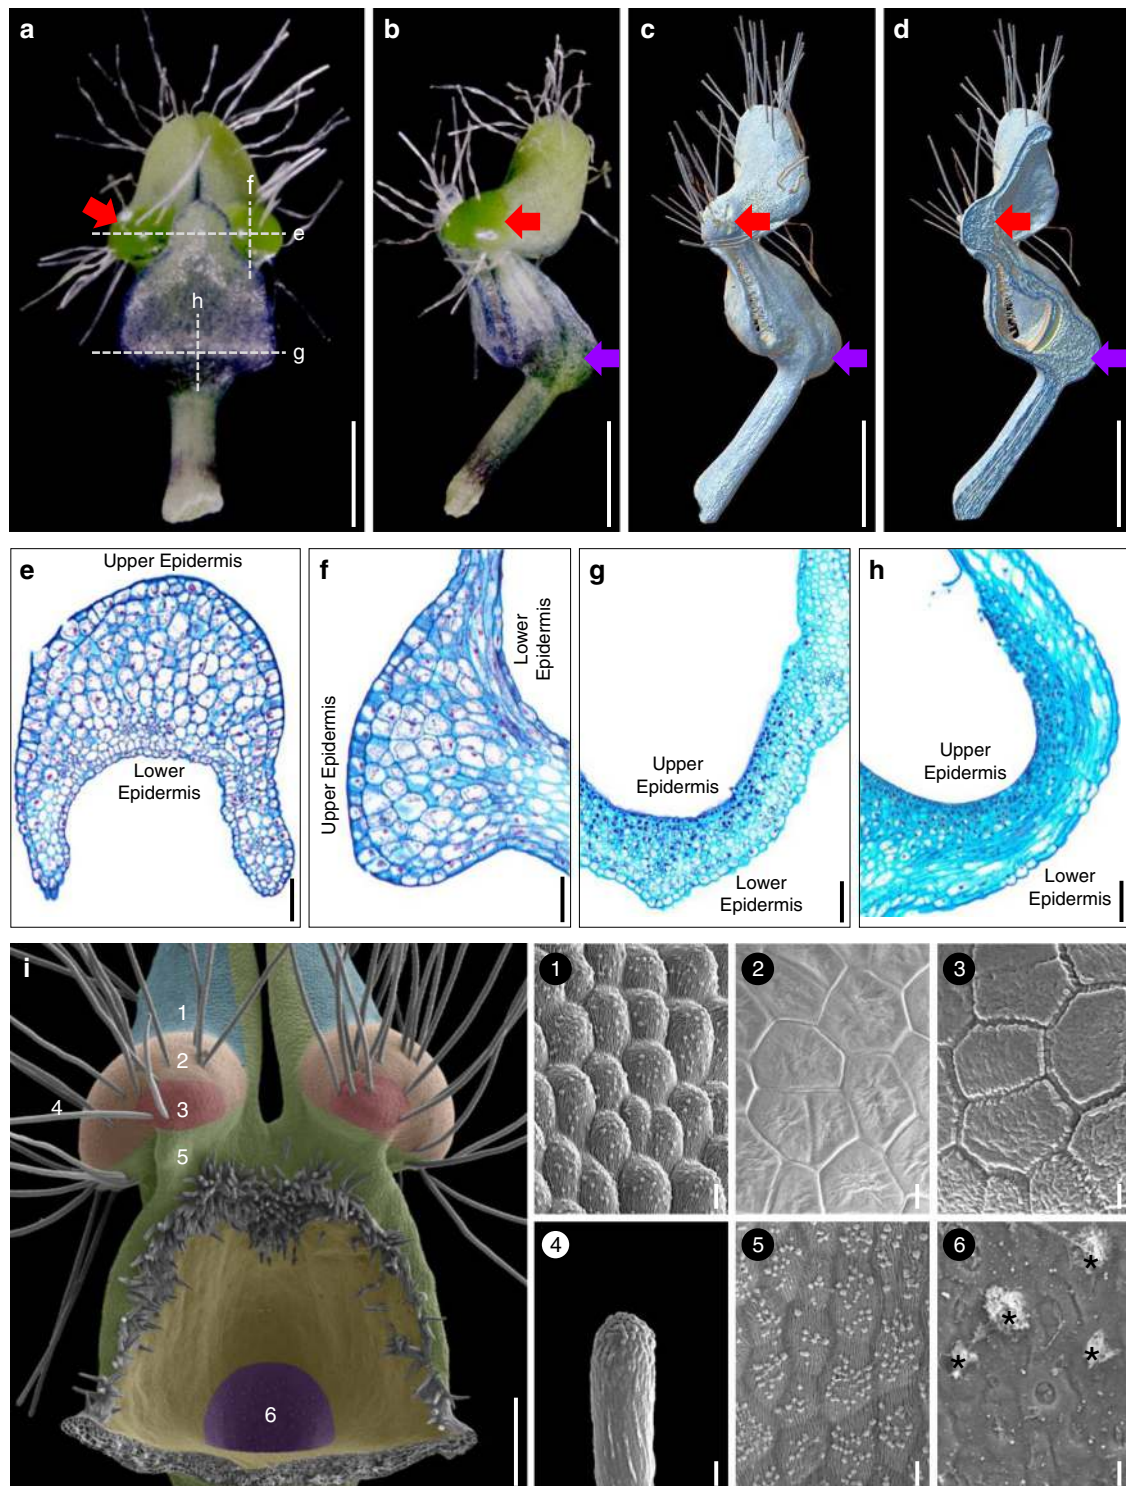 a
b
c
d
f
e
h
g
e
Upper Epidermis
Lower
Epidermis
f
Upper Epidermis
Lower
Epidermis
g
Upper
Epidermis
Lower
Epidermis
h
Upper
Epidermis
Lower
Epidermis
i
1
2
3
4
5
6
1
2
3
4
5
6
*
*
*
*